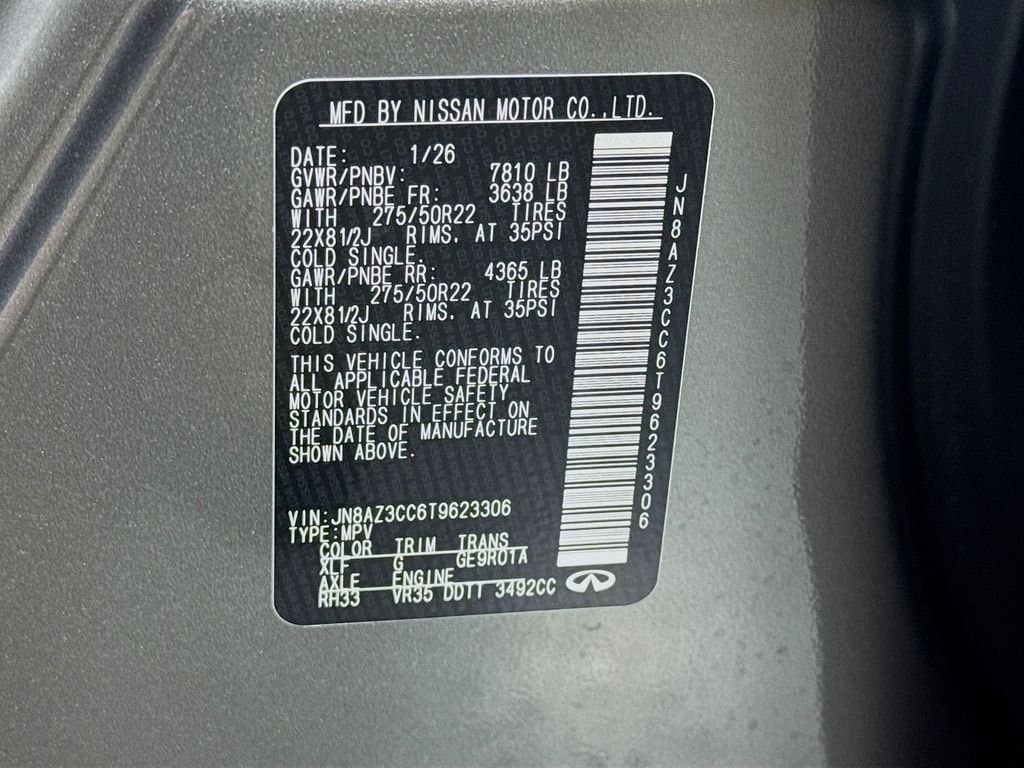 MFD BY NISSAN MOTOR CO.,LTD.
DATE: 1/26
GVWR/PNBV: 7810 LB
GAWR/PNBE FR: 3638 LB
WITH 275/50R22 TIRES
22X81/2J RIMS. AT 35PSI
COLD SINGLE.
GAWR/PNBE RR: 4365 LB
WITH 275/50R22 TIRES
22X81/2J RIMS. AT 35PSI
COLD SINGLE.
THIS VEHICLE CONFORMS TO
ALL APPLICABLE FEDERAL
MOTOR VEHICLE SAFETY
STANDARDS IN EFFECT ON
THE DATE OF MANUFACTURE
SHOWN ABOVE.
VIN:JN8AZ3CC6T9623306
TYPE:MPV
COLOR TRIM TRANS
XLF G GE9R01A
AXLE ENGINE
RH33 VR35 DDTT 3492CC
JN8AZ3CC6T9623306